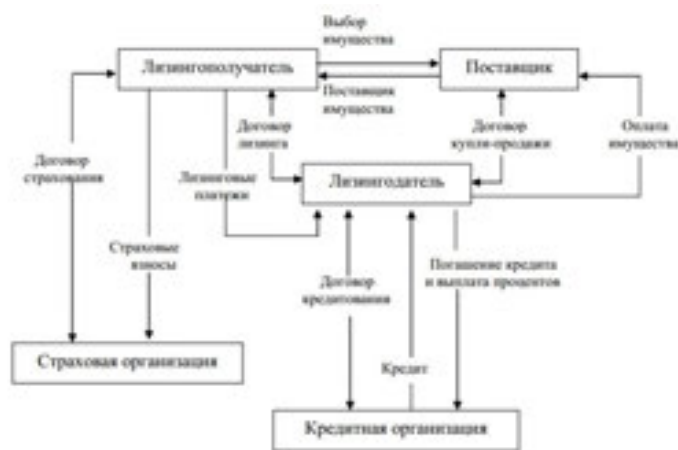 Выбор
имущества
Лизингополучатель
Поставщик
Поставщик
имущества
Договор
лизинга
Договор
купли-продажи
Оплата
имущества
Договор
страхования
Лизинговые
платежи
Лизингодатель
Страховые
взносы
Договор
кредитования
Погашение кредита
и выплата процентов
Страховая организация
Кредит
Кредитная организация